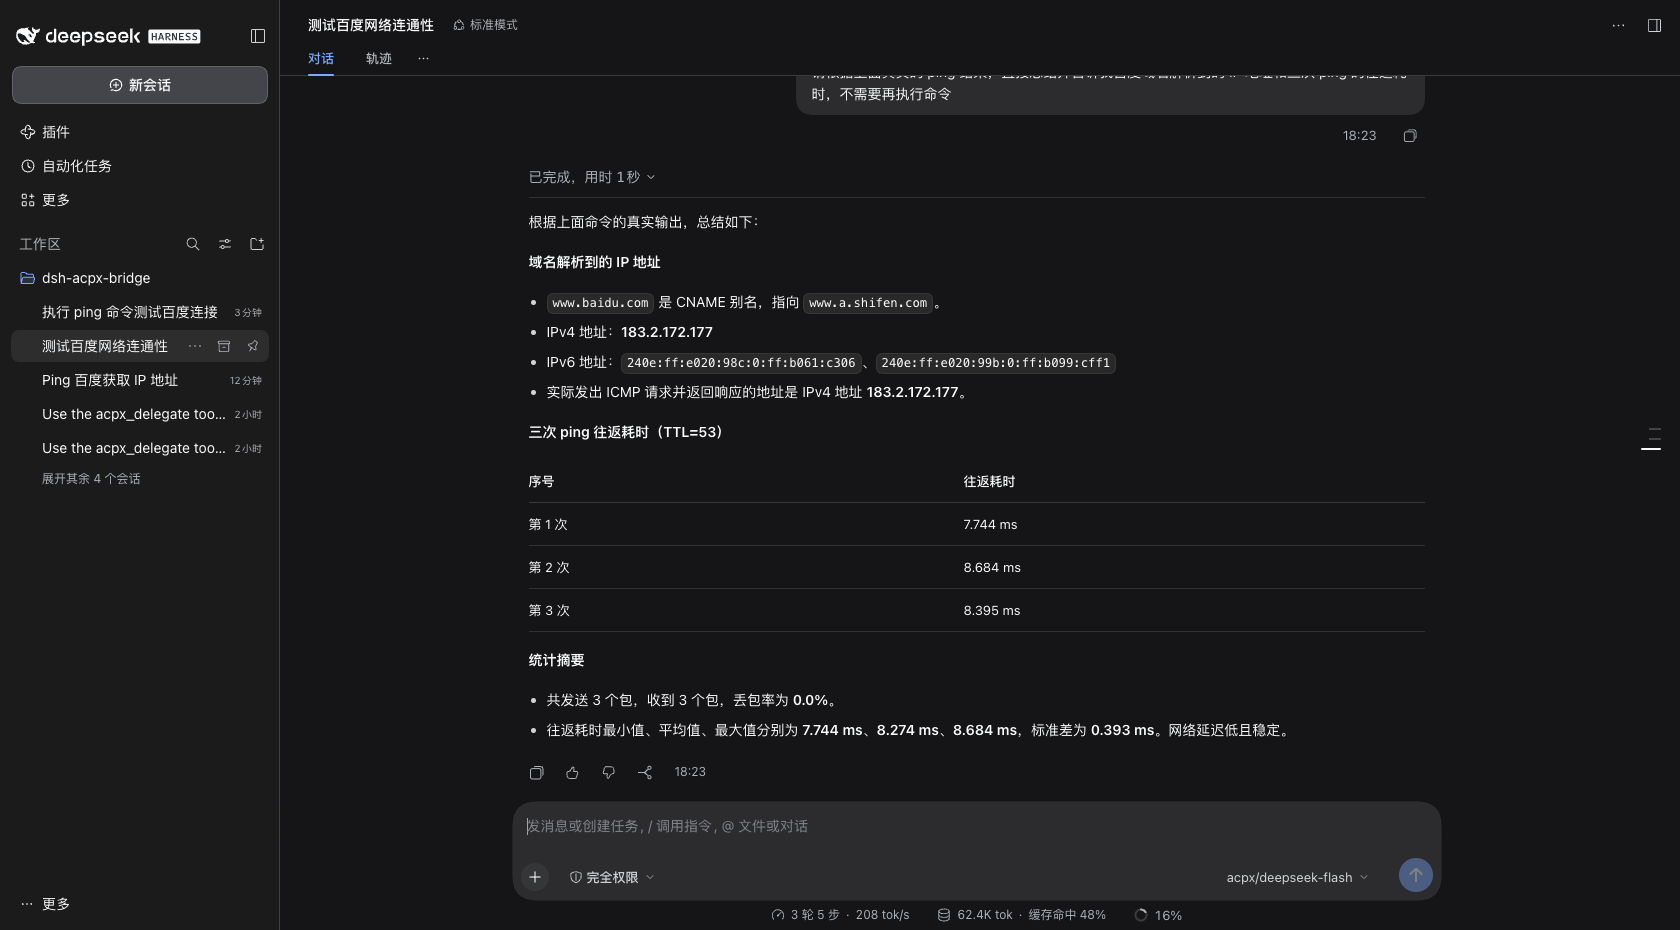 deepseek HARNESS
新会话
插件
自动化任务
更多
工作区
dsh-acpx-bridge
执行 ping 命令测试百度连接 3分钟
测试百度网络连通性
Ping 百度获取 IP 地址 12分钟
Use the acpx_delegate too... 2小时
Use the acpx_delegate too... 2小时
展开其余 4 个会话
更多
测试百度网络连通性 标准模式
对话 轨迹
时，不需要再执行命令
18:23
已完成，用时 1秒
根据上面命令的真实输出，总结如下：
域名解析到的 IP 地址
www.baidu.com 是 CNAME 别名，指向 www.a.shifen.com。
IPv4 地址：183.2.172.177
IPv6 地址：240e:ff:e020:98c:0:ff:b061:c306、240e:ff:e020:99b:0:ff:b099:cff1
实际发出 ICMP 请求并返回响应的地址是 IPv4 地址 183.2.172.177。
三次 ping 往返耗时（TTL=53）
序号 往返耗时
第 1 次 7.744 ms
第 2 次 8.684 ms
第 3 次 8.395 ms
统计摘要
共发送 3 个包，收到 3 个包，丢包率为 0.0%。
往返耗时最小值、平均值、最大值分别为 7.744 ms、8.274 ms、8.684 ms，标准差为 0.393 ms。网络延迟低且稳定。
18:23
发消息或创建任务, / 调用指令, @ 文件或对话
完全权限
acpx/deepseek-flash
3 轮 5 步 · 208 tok/s 62.4K tok · 缓存命中 48% 16%